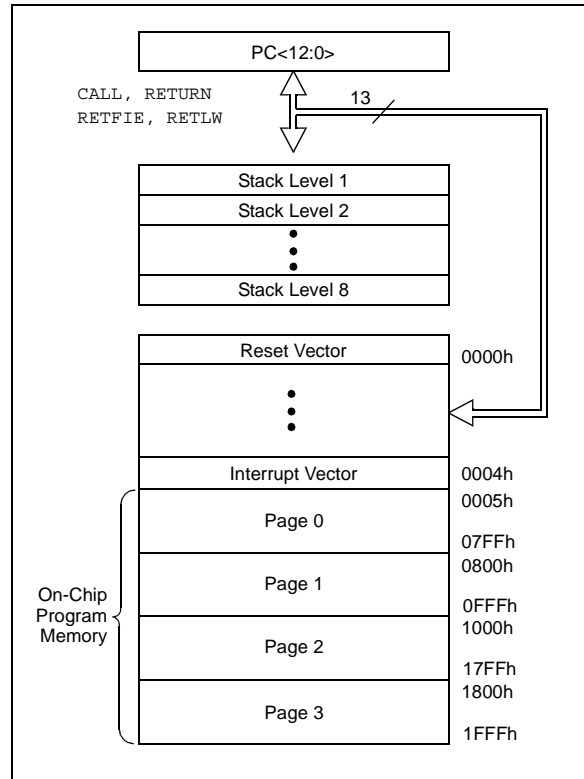 PC<12:0>
CALL, RETURN
RETFIE, RETLW
13
Stack Level 1
Stack Level 2
Stack Level 8
Reset Vector
0000h
Interrupt Vector
0004h
0005h
Page 0
07FFh
0800h
Page 1
0FFFh
1000h
Page 2
17FFh
1800h
Page 3
1FFFh
On-Chip
Program
Memory